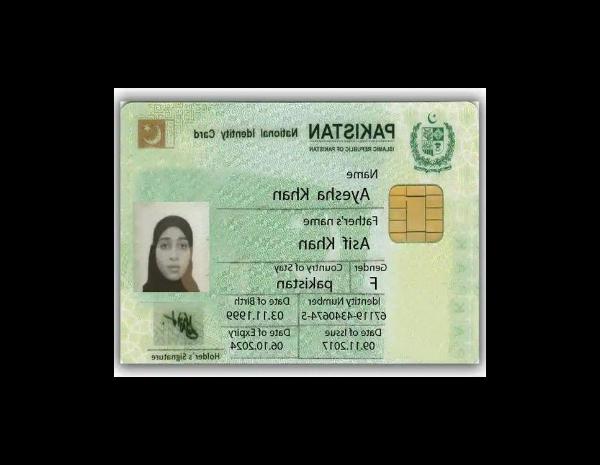 PAKISTAN National Identity Card
ISLAMIC REPUBLIC OF PAKISTAN
Name
Ayesha Khan
Father's name
Asif Khan
Gender Country of Stay
F pakistan
Identity Number Date of Birth
67119-4340674-5 03.11.1999
Date of Issue Date of Expiry
09.11.2017 06.10.2024
Holder's Signature